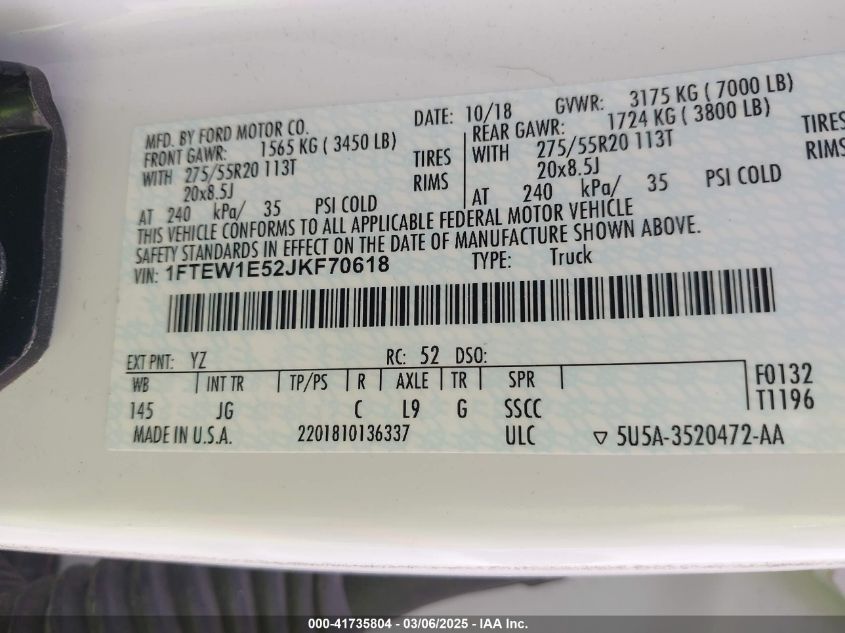 MFD. BY FORD MOTOR CO. DATE: 10/18 GVWR: 3175 KG ( 7000 LB)
FRONT GAWR: 1565 KG ( 3450 LB) REAR GAWR: 1724 KG ( 3800 LB)
WITH 275/55R20 113T TIRES WITH 275/55R20 113T TIRES
20x8.5J RIMS 20x8.5J RIMS
AT 240 kPa/ 35 PSI COLD AT 240 kPa/ 35 PSI COLD
THIS VEHICLE CONFORMS TO ALL APPLICABLE FEDERAL MOTOR VEHICLE
SAFETY STANDARDS IN EFFECT ON THE DATE OF MANUFACTURE SHOWN ABOVE.
VIN: 1FTEW1E52JKF70618 TYPE: Truck
EXT PNT: YZ RC: 52 DSO:
WB INT TR TP/PS R AXLE TR SPR F0132
145 JG C L9 G SSCC T1196
MADE IN U.S.A. 2201810136337 ULC ▽ 5U5A-3520472-AA
000-41735804 - 03/06/2025 - IAA Inc.